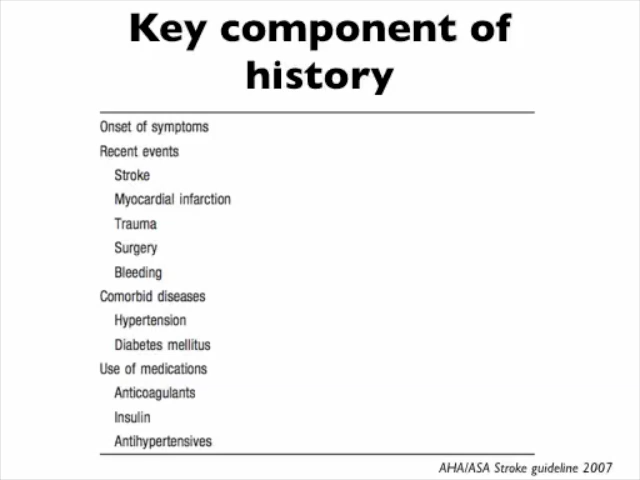 Key component of
history
Onset of symptoms
Recent events
Stroke
Myocardial infarction
Trauma
Surgery
Bleeding
Comorbid diseases
Hypertension
Diabetes mellitus
Use of medications
Anticoagulants
Insulin
Antihypertensives
AHA/ASA Stroke guideline 2007